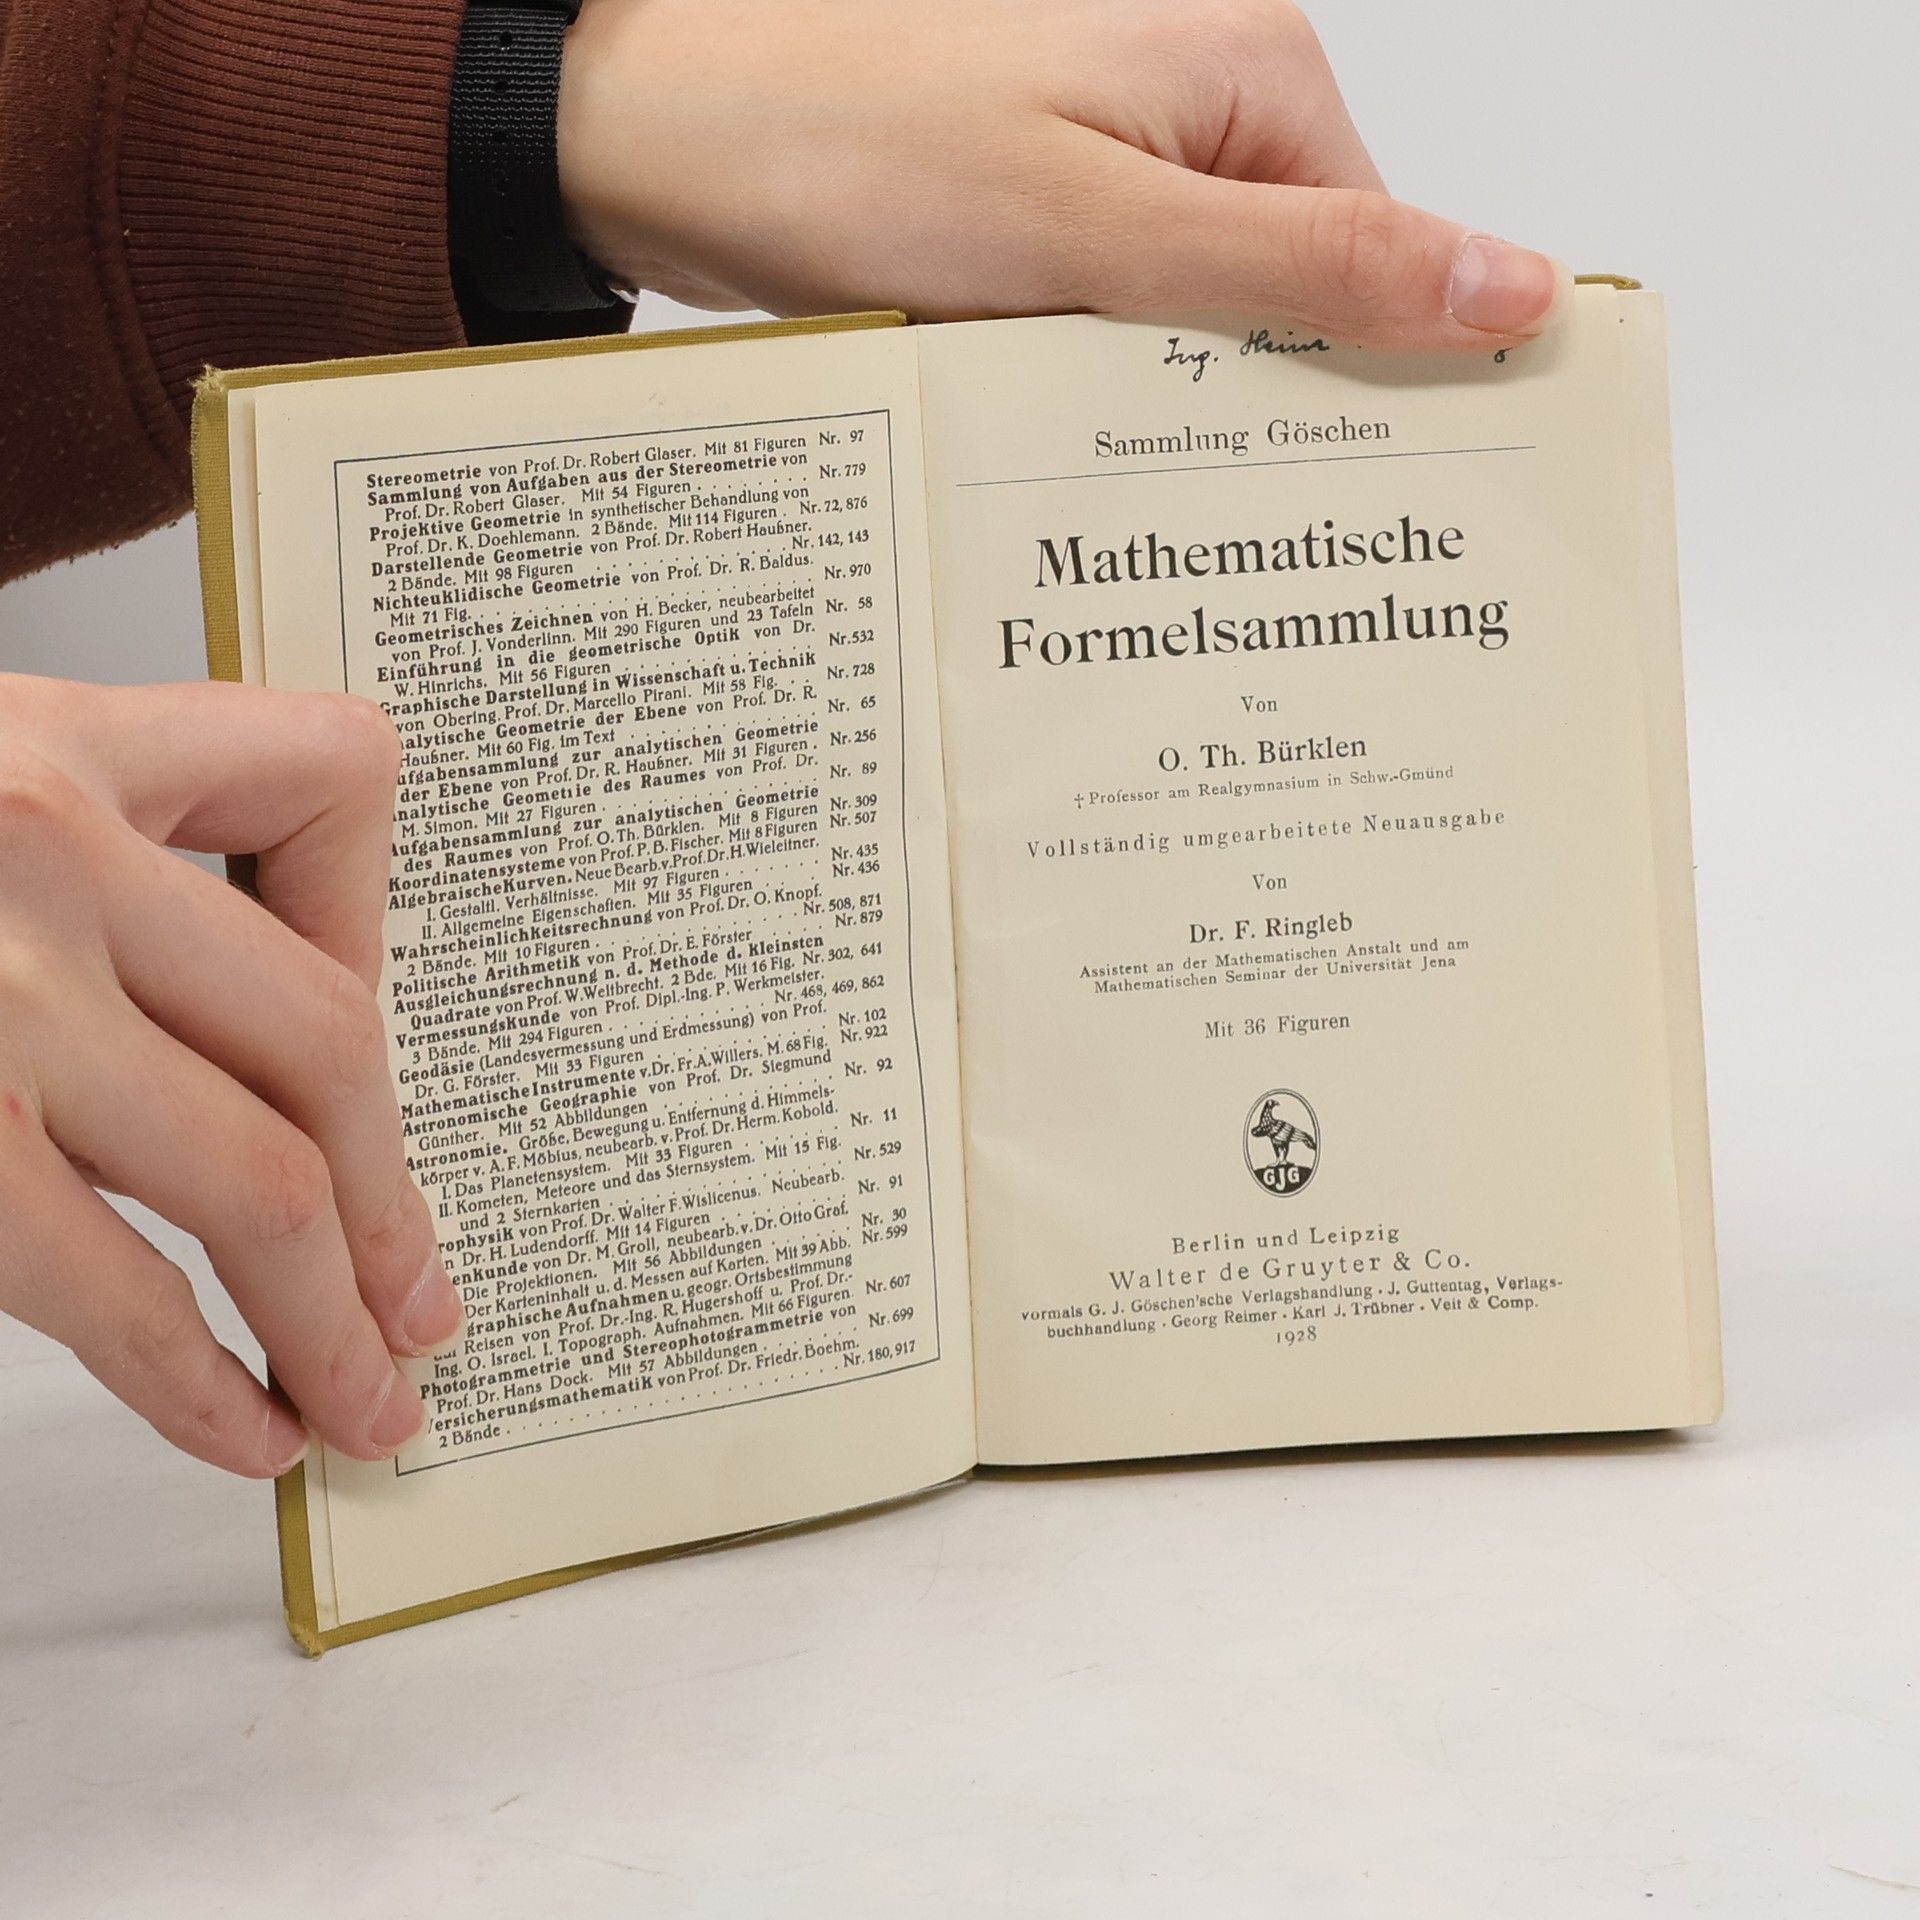 Stereometrie von Prof. Dr. Robert Glaser. Mit 81 Figuren Nr. 97
Sammlung von Aufgaben aus der Stereometrie von
Prof. Dr. Robert Glaser. Mit 54 Figuren . . . . . . . . Nr. 779
Projektive Geometrie in synthetischer Behandlung von
Prof. Dr. K. Doehlemann. 2 Bände. Mit 114 Figuren . Nr. 72, 876
Darstellende Geometrie von Prof. Dr. Robert Haußner.
2 Bände. Mit 98 Figuren . . . . . . . . . . . Nr. 142, 143
Nichteuklidische Geometrie von Prof. Dr. R. Baldus.
Mit 71 Fig. . . . . . . . . . . . . . . . . Nr. 970
Geometrisches Zeichnen von H. Becker, neubearbeitet
von Prof. J. Vonderlinn. Mit 290 Figuren und 23 Tafeln Nr. 58
Einführung in die geometrische Optik von Dr.
W. Hinrichs. Mit 56 Figuren . . . . . . . . . . . Nr. 532
Graphische Darstellung in Wissenschaft u. Technik
von Obering. Prof. Dr. Marcello Pirani. Mit 58 Fig. . . Nr. 728
nalytische Geometrie der Ebene von Prof. Dr. R.
Haußner. Mit 60 Fig. im Text . . . . . . . . . . Nr. 65
ufgabensammlung zur analytischen Geometrie
der Ebene von Prof. Dr. R. Haußner. Mit 31 Figuren . Nr. 256
nalytische Geometrie des Raumes von Prof. Dr.
M. Simon. Mit 27 Figuren . . . . . . . . . . . . Nr. 89
Aufgabensammlung zur analytischen Geometrie
des Raumes von Prof. O. Th. Bürklen. Mit 8 Figuren Nr. 309
Koordinatensysteme von Prof. P. B. Fischer. Mit 8 Figuren Nr. 507
Algebraische Kurven. Neue Bearb. v. Prof. Dr. H. Wieleitner.
I. Gestaltl. Verhältnisse. Mit 97 Figuren . . . . . . Nr. 435
II. Allgemeine Eigenschaften. Mit 35 Figuren . . . . Nr. 436
Wahrscheinlichkeitsrechnung von Prof. Dr. O. Knopf.
2 Bände. Mit 10 Figuren . . . . . . . . . . . Nr. 508, 871
Politische Arithmetik von Prof. Dr. E. Förster . . . . . Nr. 879
Ausgleichungsrechnung n. d. Methode d. Kleinsten
Quadrate von Prof. W. Weitbrecht. 2 Bde. Mit 16 Fig. Nr. 302, 641
Vermessungskunde von Prof. Dipl.-Ing. P. Werkmeister.
3 Bände. Mit 294 Figuren . . . . . . . . . Nr. 468, 469, 862
Geodäsie (Landesvermessung und Erdmessung) von Prof.
Dr. G. Förster. Mit 33 Figuren . . . . . . . . . . Nr. 102
Mathematische Instrumente v. Dr. Fr. A. Willers. M. 68 Fig. Nr. 922
Astronomische Geographie von Prof. Dr. Siegmund
Günther. Mit 52 Abbildungen . . . . . . . . . . Nr. 92
Astronomie. Größe, Bewegung u. Entfernung d. Himmels-
körper v. A. F. Möbius, neubearb. v. Prof. Dr. Herm. Kobold.
I. Das Planetensystem. Mit 33 Figuren . . . . . . . Nr. 11
II. Kometen, Meteore und das Sternsystem. Mit 15 Fig.
und 2 Sternkarten . . . . . . . . . . . . . . Nr. 529
rophysik von Prof. Dr. Walter F. Wislicenus. Neubearb.
n Dr. H. Ludendorff. Mit 14 Figuren . . . . . . . . Nr. 91
enkunde von Dr. M. Groll, neubearb. v. Dr. Otto Graf.
Die Projektionen. Mit 56 Abbildungen . . . . . . . Nr. 30
Der Karteninhalt u. d. Messen auf Karten. Mit 39 Abb. Nr. 599
graphische Aufnahmen u. geogr. Ortsbestimmung
Reisen von Prof. Dr.-Ing. R. Hugershoff u. Prof. Dr.-
Ing. O. Israel. I. Topograph. Aufnahmen. Mit 66 Figuren. Nr. 607
Photogrammetrie und Stereophotogrammetrie von
Prof. Dr. Hans Dock. Mit 57 Abbildungen . . . . . . Nr. 699
Versicherungsmathematik von Prof. Dr. Friedr. Boehm.
2 Bände . . . . . . . . . . . . . . . . . Nr. 180, 917
Ing.
Sammlung Göschen
Mathematische
Formelsammlung
Von
O. Th. Bürklen
† Professor am Realgymnasium in Schw.-Gmünd
Vollständig umgearbeitete Neuausgabe
Von
Dr. F. Ringleb
Assistent an der Mathematischen Anstalt und am
Mathematischen Seminar der Universität Jena
Mit 36 Figuren
GJG
Berlin und Leipzig
Walter de Gruyter & Co.
vormals G. J. Göschen'sche Verlagshandlung · J. Guttentag, Verlags-
buchhandlung · Georg Reimer · Karl J. Trübner · Veit & Comp.
1928